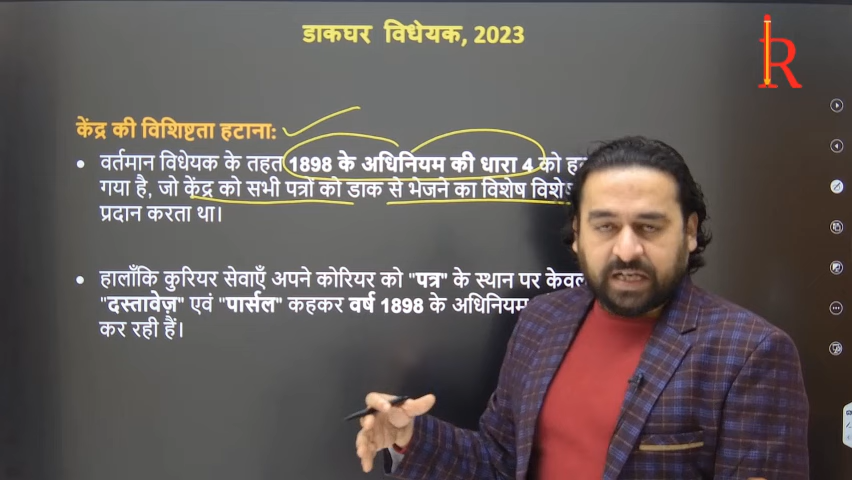 डाकघर विधेयक, 2023
R
केंद्र की विशिष्टता हटाना:
• वर्तमान विधेयक के तहत 1898 के अधिनियम की धारा 4 को
गया है, जो केंद्र को सभी पत्रों को डाक से भेजने का विशेष
प्रदान करता था।
• हालाँकि कुरियर सेवाएँ अपने कोरियर को "पत्र" के स्थान पर केवल
"दस्तावेज़" एवं "पार्सल" कहकर वर्ष 1898 के अधिनियम
कर रही हैं।